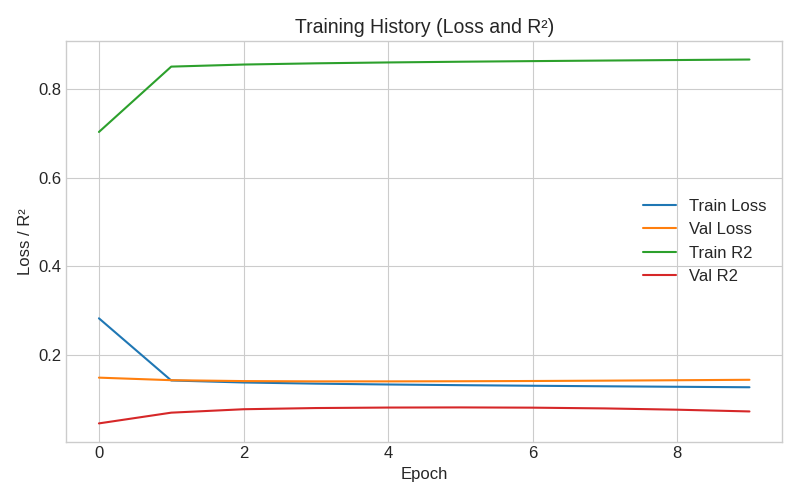 Training History (Loss and R²)
Loss / R²
0.8
0.6
0.4
0.2
Train Loss
Val Loss
Train R2
Val R2
0 2 4 6 8
Epoch